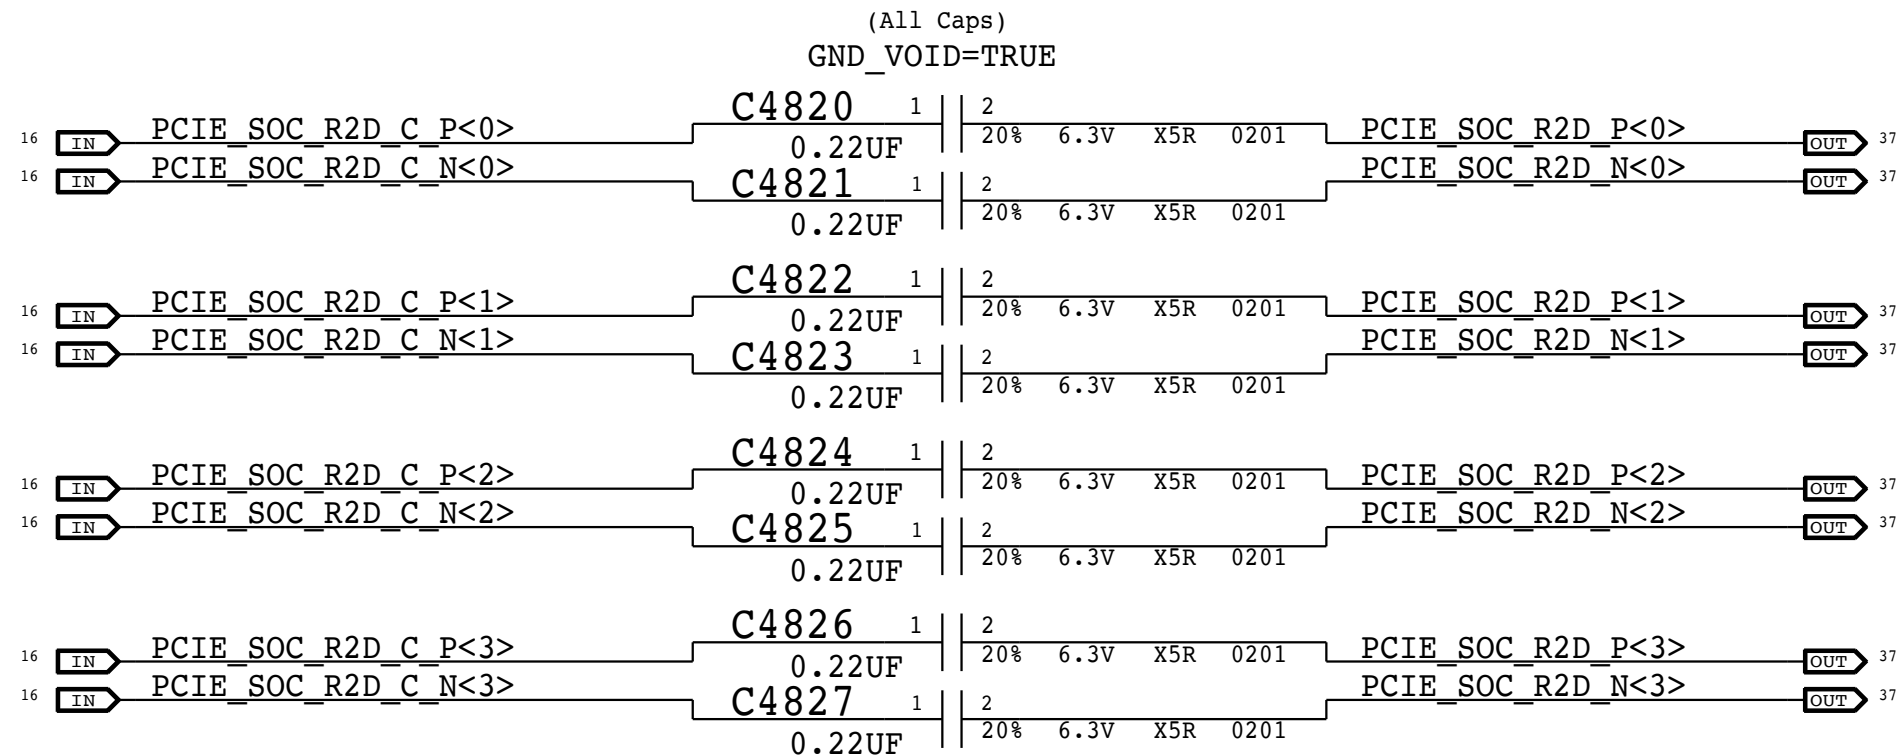 (All Caps)
GND_VOID=TRUE
C4820 1 2
16 IN PCIE_SOC_R2D_C_P<0> 20% 6.3V X5R 0201 PCIE_SOC_R2D_P<0> OUT 37
0.22UF
16 IN PCIE_SOC_R2D_C_N<0> C4821 1 2 PCIE_SOC_R2D_N<0> OUT 37
0.22UF 20% 6.3V X5R 0201
C4822 1 2
16 IN PCIE_SOC_R2D_C_P<1> 20% 6.3V X5R 0201 PCIE_SOC_R2D_P<1> OUT 37
0.22UF
16 IN PCIE_SOC_R2D_C_N<1> C4823 1 2 PCIE_SOC_R2D_N<1> OUT 37
0.22UF 20% 6.3V X5R 0201
C4824 1 2
16 IN PCIE_SOC_R2D_C_P<2> 20% 6.3V X5R 0201 PCIE_SOC_R2D_P<2> OUT 37
0.22UF
16 IN PCIE_SOC_R2D_C_N<2> C4825 1 2 PCIE_SOC_R2D_N<2> OUT 37
0.22UF 20% 6.3V X5R 0201
C4826 1 2
16 IN PCIE_SOC_R2D_C_P<3> 20% 6.3V X5R 0201 PCIE_SOC_R2D_P<3> OUT 37
0.22UF
16 IN PCIE_SOC_R2D_C_N<3> C4827 1 2 PCIE_SOC_R2D_N<3> OUT 37
0.22UF 20% 6.3V X5R 0201